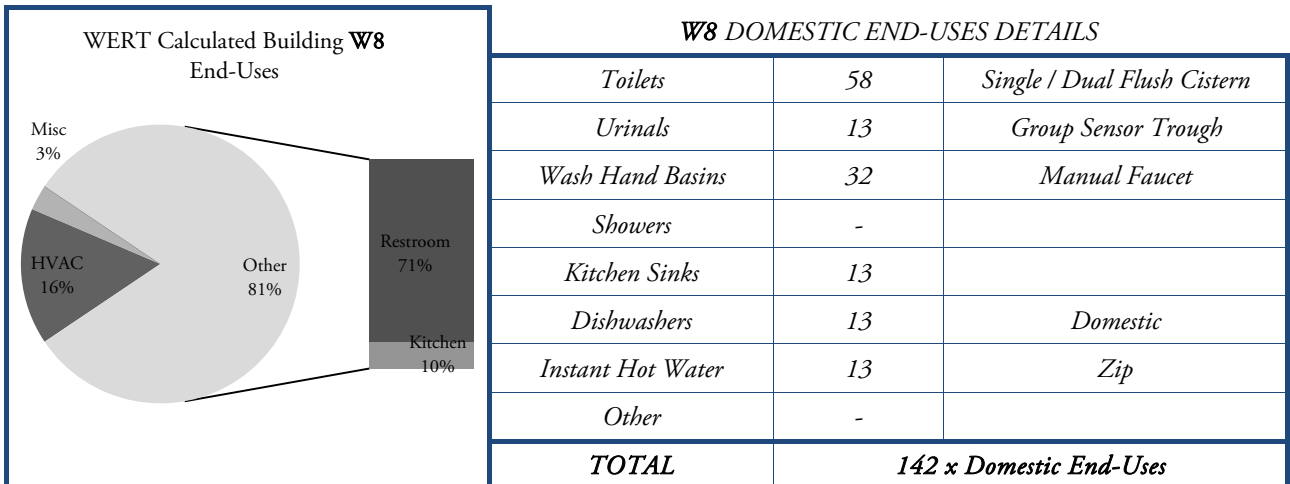 WERT Calculated Building W8
End-Uses
Misc
3%
HVAC
16%
Other
81%
Restroom
71%
Kitchen
10%
W8 DOMESTIC END-USES DETAILS
Toilets 58 Single / Dual Flush Cistern
Urinals 13 Group Sensor Trough
Wash Hand Basins 32 Manual Faucet
Showers -
Kitchen Sinks 13
Dishwashers 13 Domestic
Instant Hot Water 13 Zip
Other -
TOTAL 142 x Domestic End-Uses